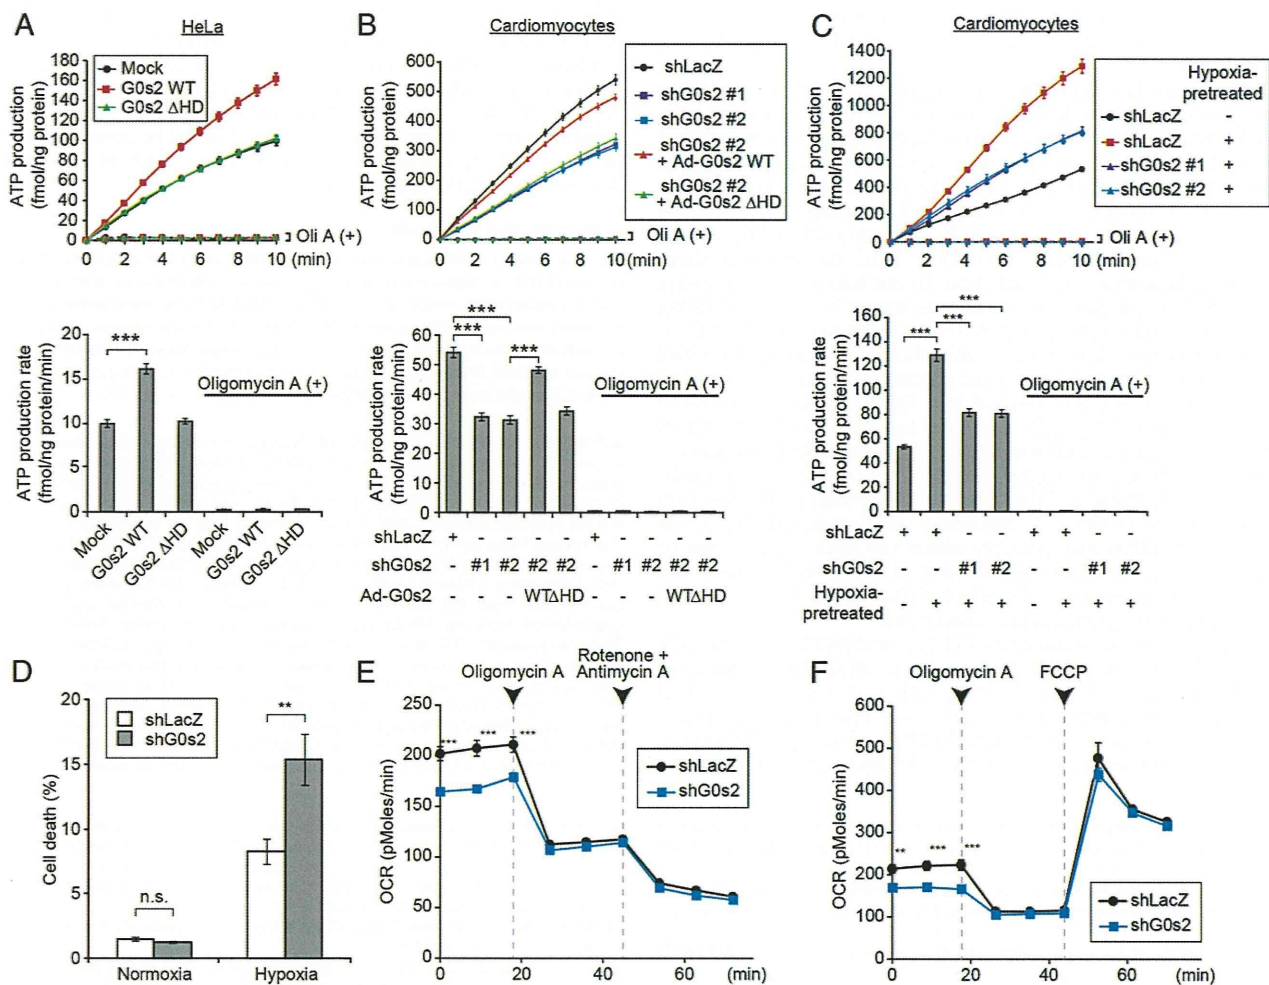 A
HeLa
ATP production
(fmol/ng protein)
180
160
140
120
100
80
60
40
20
0
Mock
G0s2 WT
G0s2 ΔHD
Oli A (+)
0 2 4 6 8 10 (min)
ATP production rate
(fmol/ng protein/min)
20
15
10
5
0
***
Oligomycin A (+)
Mock
G0s2 WT
G0s2 ΔHD
Mock
G0s2 WT
G0s2 ΔHD
B
Cardiomyocytes
ATP production
(fmol/ng protein)
600
500
400
300
200
100
0
shLacZ
shG0s2 #1
shG0s2 #2
shG0s2 #2
+ Ad-G0s2 WT
shG0s2 #2
+ Ad-G0s2 ΔHD
Oli A (+)
0 2 4 6 8 10 (min)
ATP production rate
(fmol/ng protein/min)
60
50
40
30
20
10
0
***
***
***
Oligomycin A (+)
shLacZ + - - - - + - - - -
shG0s2 - #1 #2 #2 #2 - #1 #2 #2 #2
Ad-G0s2 - - - WT ΔHD - - - WT ΔHD
C
Cardiomyocytes
ATP production
(fmol/ng protein)
1400
1200
1000
800
600
400
200
0
Hypoxia-
pretreated
shLacZ -
shLacZ +
shG0s2 #1 +
shG0s2 #2 +
Oli A (+)
0 2 4 6 8 10 (min)
ATP production rate
(fmol/ng protein/min)
160
140
120
100
80
60
40
20
0
***
***
***
Oligomycin A (+)
shLacZ + + - - + + - -
shG0s2 - - #1 #2 - - #1 #2
Hypoxia-
pretreated - + + + - + + +
D
Cell death (%)
20
15
10
5
0
shLacZ
shG0s2
n.s.
**
Normoxia Hypoxia
E
Oligomycin A
Rotenone +
Antimycin A
OCR (pMoles/min)
250
200
150
100
50
0
*** *** ***
shLacZ
shG0s2
0 20 40 60 (min)
F
Oligomycin A FCCP
OCR (pMoles/min)
600
500
400
300
200
100
0
** *** ***
shLacZ
shG0s2
0 20 40 60 (min)